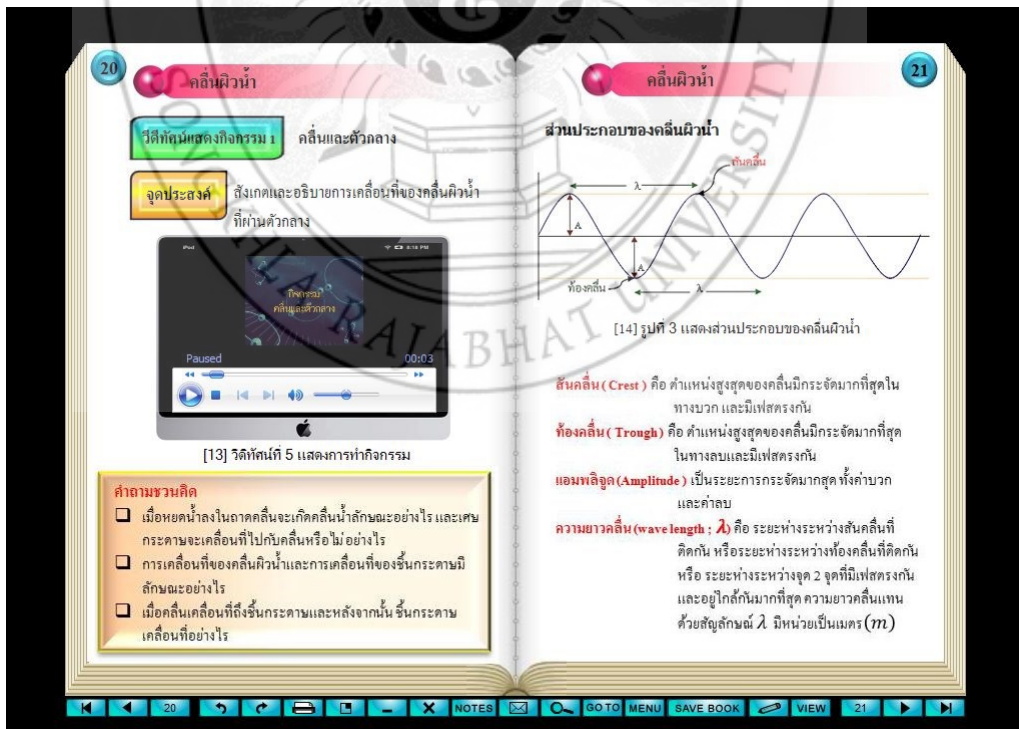 20
คลื่นผิวน้ำ
วีดีทัศน์แสดงกิจกรรม 1
คลื่นและตัวกลาง
จุดประสงค์
สังเกตและอธิบายการเคลื่อนที่ของคลื่นผิวน้ำ
ที่ผ่านตัวกลาง
iPod
8:18 PM
กิจกรรม
คลื่นและตัวกลาง
Paused
00:03
[13] วิดีทัศน์ที่ 5 แสดงการทำกิจกรรม
คำถามชวนคิด
เมื่อหยดน้ำลงในถาดคลื่นจะเกิดคลื่นน้ำลักษณะอย่างไร และเศษ
กระดาษจะเคลื่อนที่ไปกับคลื่นหรือไม่ อย่างไร
การเคลื่อนที่ของคลื่นผิวน้ำและการเคลื่อนที่ของชิ้นกระดาษมี
ลักษณะอย่างไร
เมื่อคลื่นเคลื่อนที่ถึงชิ้นกระดาษและหลังจากนั้น ชิ้นกระดาษ
เคลื่อนที่อย่างไร
คลื่นผิวน้ำ
21
ส่วนประกอบของคลื่นผิวน้ำ
สันคลื่น
λ
A
A
ท้องคลื่น
λ
[14] รูปที่ 3 แสดงส่วนประกอบของคลื่นผิวน้ำ
สันคลื่น ( Crest ) คือ ตำแหน่งสูงสุดของคลื่นมีกระจัดมากที่สุดใน
ทางบวก และมีเฟสตรงกัน
ท้องคลื่น ( Trough) คือ ตำแหน่งสูงสุดของคลื่นมีกระจัดมากที่สุด
ในทางลบและมีเฟสตรงกัน
แอมพลิจูด (Amplitude ) เป็นระยะการกระจัดมากสุด ทั้งค่าบวก
และค่าลบ
ความยาวคลื่น (wave length ; λ) คือ ระยะห่างระหว่างสันคลื่นที่
ติดกัน หรือระยะห่างระหว่างท้องคลื่นที่ติดกัน
หรือ ระยะห่างระหว่างจุด 2 จุดที่มีเฟสตรงกัน
และอยู่ใกล้กันมากที่สุด ความยาวคลื่นแทน
ด้วยสัญลักษณ์ λ มีหน่วยเป็นเมตร (m)
SONGKHLA RAJABHAT UNIVERSITY
20 NOTES GO TO MENU SAVE BOOK VIEW 21